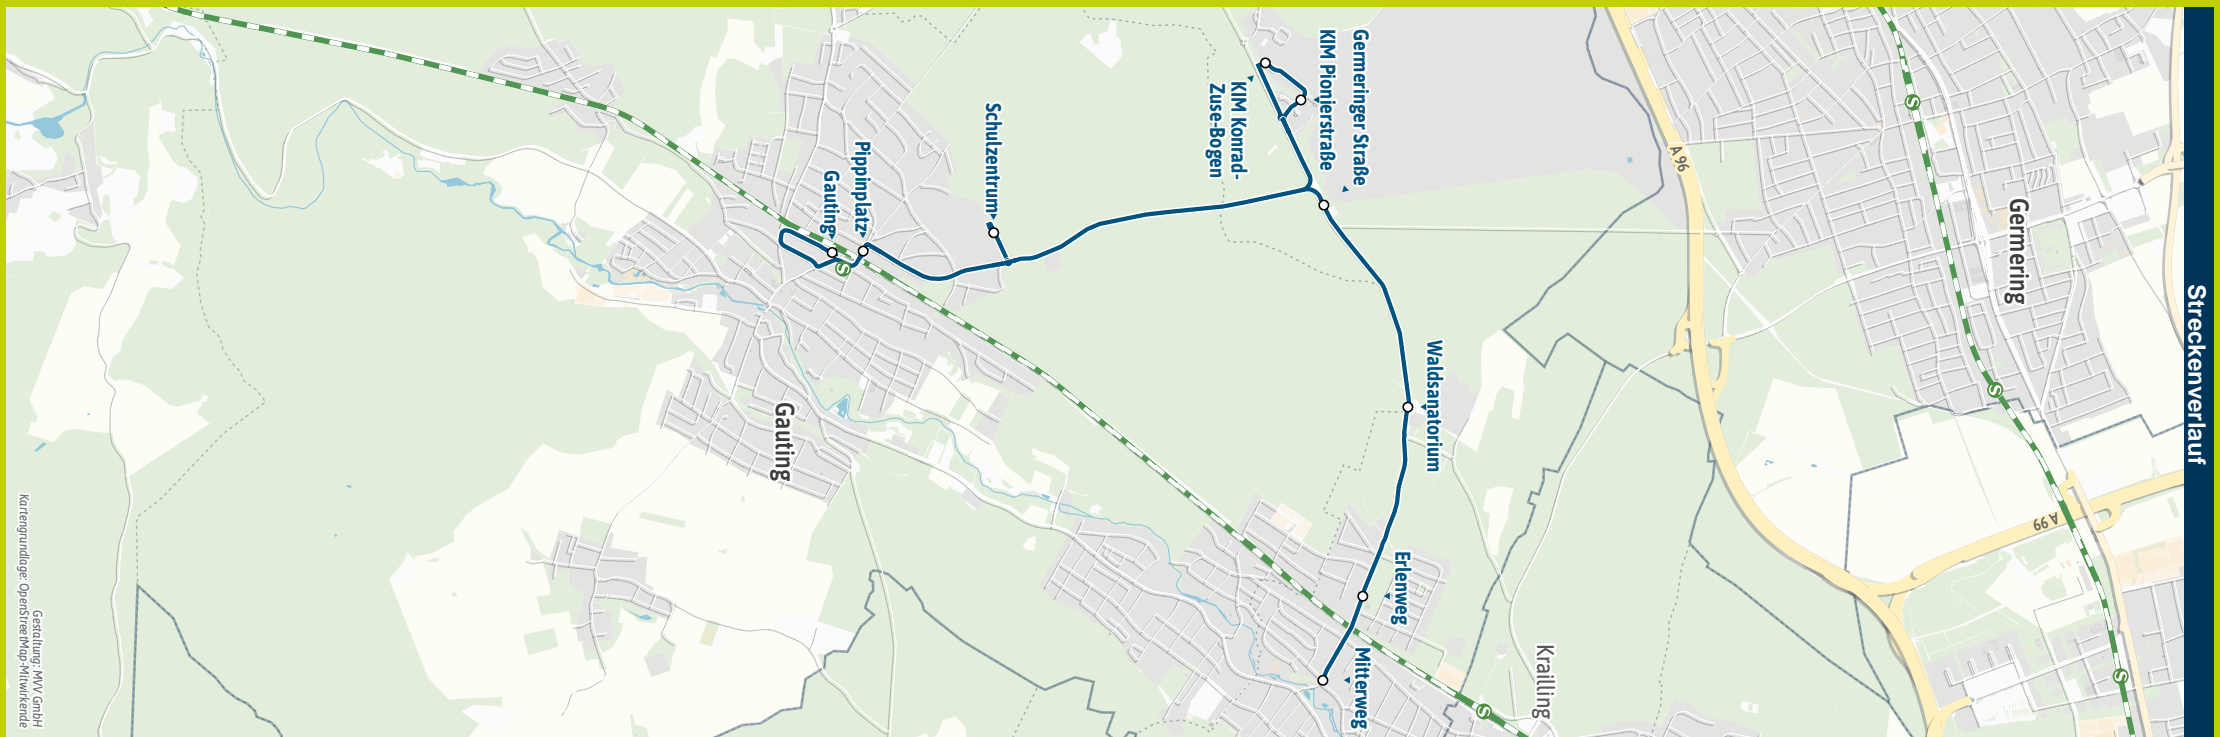 Streckenverlauf
Germering
A 96
A 99
Germeringer Straße
KIM Pionierstraße
KIM Konrad-
Zuse-Bogen
Schulzentrum
Pippinplatz
Gauting
Waldsanatorium
Erlenweg
Mitterweg
Krailling
Gauting
S
S
S
S
S
Gestaltung: MVV GmbH
Kartengrundlage: OpenStreetMap-Mitwirkende